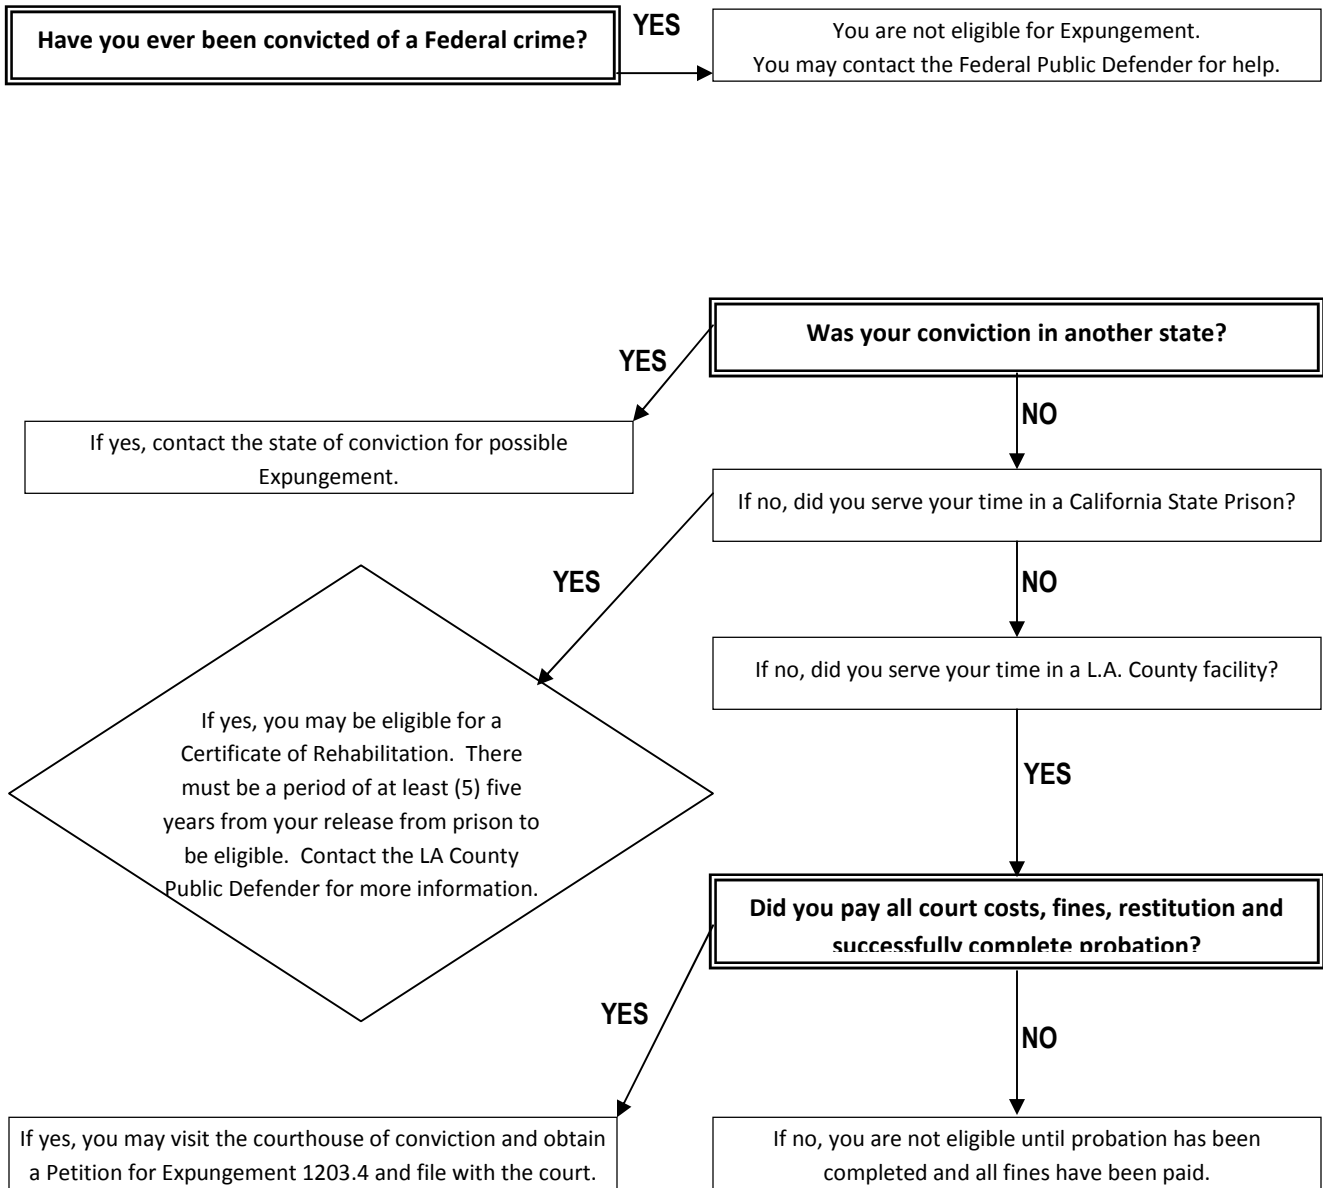 Have you ever been convicted of a Federal crime?
YES
You are not eligible for Expungement.
You may contact the Federal Public Defender for help.
Was your conviction in another state?
YES
NO
If yes, contact the state of conviction for possible
Expungement.
If no, did you serve your time in a California State Prison?
YES
NO
If no, did you serve your time in a L.A. County facility?
If yes, you may be eligible for a
Certificate of Rehabilitation. There
must be a period of at least (5) five
years from your release from prison to
be eligible. Contact the LA County
Public Defender for more information.
YES
Did you pay all court costs, fines, restitution and
successfully complete probation?
YES
NO
If yes, you may visit the courthouse of conviction and obtain
a Petition for Expungement 1203.4 and file with the court.
If no, you are not eligible until probation has been
completed and all fines have been paid.